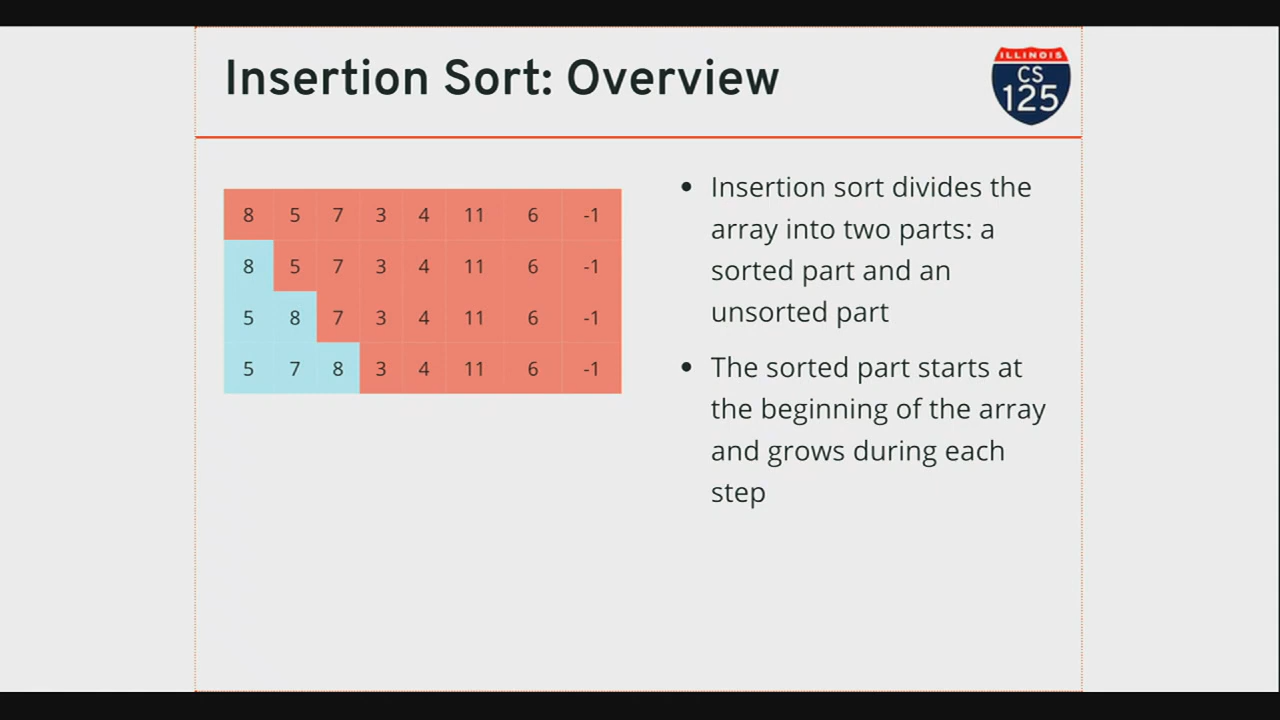 Insertion Sort: Overview
ILLINOIS
CS
125
8 5 7 3 4 11 6 -1
8 5 7 3 4 11 6 -1
5 8 7 3 4 11 6 -1
5 7 8 3 4 11 6 -1
• Insertion sort divides the
array into two parts: a
sorted part and an
unsorted part
• The sorted part starts at
the beginning of the array
and grows during each
step